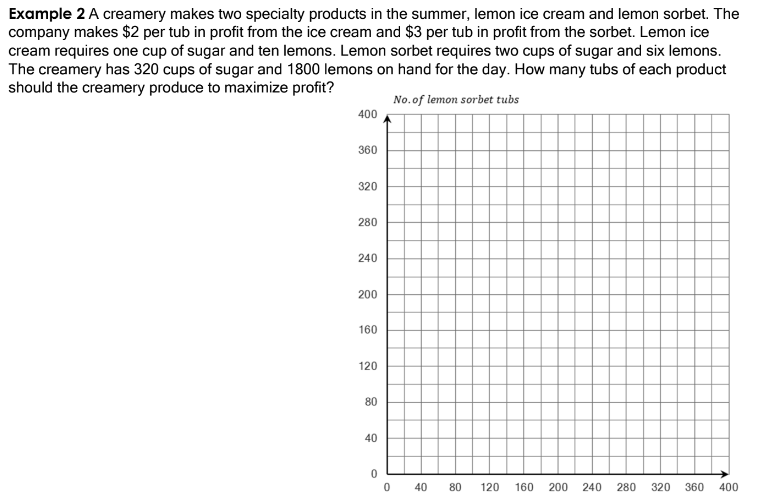 Example 2 A creamery makes two specialty products in the summer, lemon ice cream and lemon sorbet. The
company makes $2 per tub in profit from the ice cream and $3 per tub in profit from the sorbet. Lemon ice
cream requires one cup of sugar and ten lemons. Lemon sorbet requires two cups of sugar and six lemons.
The creamery has 320 cups of sugar and 1800 lemons on hand for the day. How many tubs of each product
should the creamery produce to maximize profit?
No. of lemon sorbet tubs
400
360
320
280
240
200
160
120
80
40
0
0 40 80 120 160 200 240 280 320 360 400